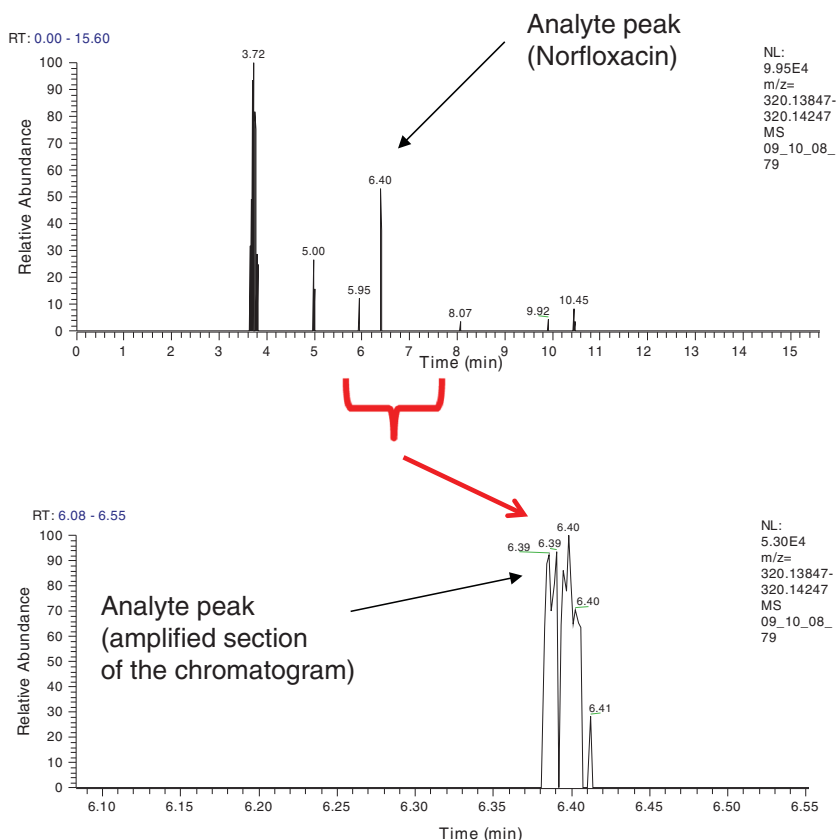 RT: 0.00 - 15.60
Analyte peak
(Norfloxacin)
NL:
9.95E4
m/z=
320.13847-
320.14247
MS
09_10_08_
79
Relative Abundance
100
90
80
70
60
50
40
30
20
10
0
3.72
5.00
5.95
6.40
8.07
9.92
10.45
0 1 2 3 4 5 6 7 8 9 10 11 12 13 14 15
Time (min)
RT: 6.08 - 6.55
NL:
5.30E4
m/z=
320.13847-
320.14247
MS
09_10_08_
79
Relative Abundance
100
90
80
70
60
50
40
30
20
10
0
6.39
6.39
6.40
6.40
6.41
Analyte peak
(amplified section
of the chromatogram)
6.10 6.15 6.20 6.25 6.30 6.35 6.40 6.45 6.50 6.55
Time (min)